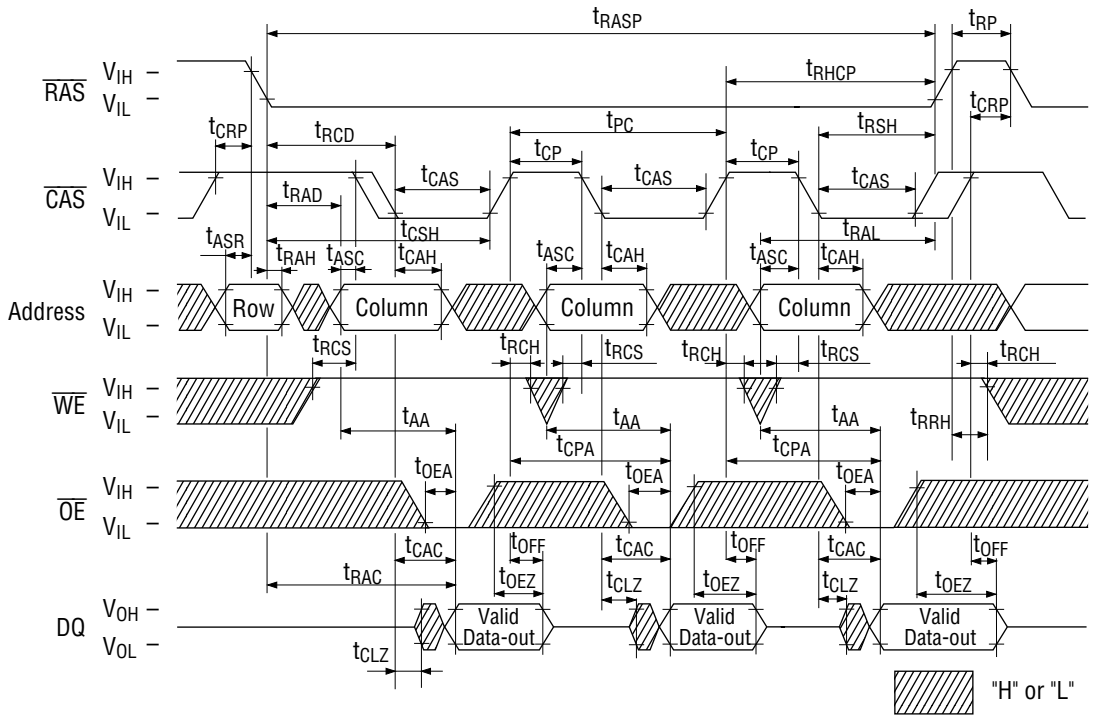 tRASP
tRP
VIH
RAS
VIL
tRHCP
tCRP
tRCD
tPC
tRSH
tCRP
VIH
CAS
VIL
tCP
tCP
tCAS
tCAS
tCAS
tRAD
tCSH
tRAL
tASR
tRAH
tASC
tCAH
tASC
tCAH
tASC
tCAH
VIH
Address
VIL
Row
Column
Column
Column
tRCS
tRCH
tRCS
tRCH
tRCS
tRCH
VIH
WE
VIL
tAA
tAA
tAA
tRRH
tCPA
tCPA
tOEA
tOEA
tOEA
VIH
OE
VIL
tCAC
tOFF
tCAC
tOFF
tCAC
tOFF
tRAC
tOEZ
tCLZ
tOEZ
tCLZ
tOEZ
VOH
DQ
VOL
Valid
Data-out
Valid
Data-out
Valid
Data-out
tCLZ
"H" or "L"